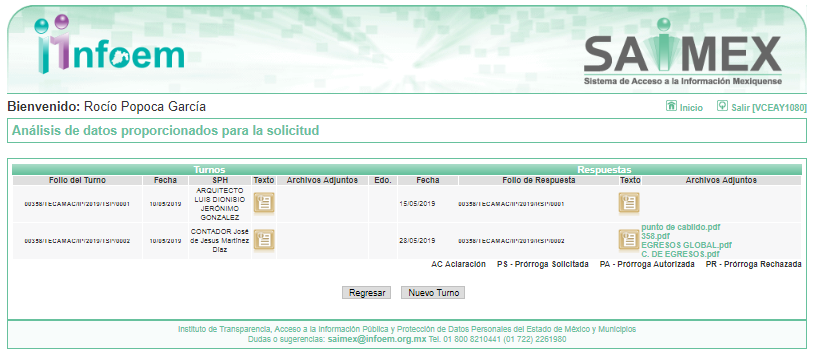 infoem
SAIMEX
Sistema de Acceso a la Información Mexiquense
Bienvenido: Rocío Popoca García
Inicio Salir [VCEAY1080]
Análisis de datos proporcionados para la solicitud
Turnos Respuestas
Folio del Turno Fecha SPH Texto Archivos Adjuntos Edo. Fecha Folio de Respuesta Texto Archivos Adjuntos
ARQUITECTO
LUIS DIONISIO
JERÓNIMO
GONZALEZ
00358/TECAMAC/IP/2019/TSP/0001 10/05/2019 15/05/2019 00358/TECAMAC/IP/2019/RSP/0001
CONTADOR José
de Jesus Martínez
Díaz
00358/TECAMAC/IP/2019/TSP/0002 10/05/2019 23/05/2019 00358/TECAMAC/IP/2019/RSP/0002
punto de cabildo.pdf
358.pdf
EGRESOS GLOBAL.pdf
C. DE EGRESOS.pdf
AC Aclaración PS - Prórroga Solicitada PA - Prórroga Autorizada PR - Prórroga Rechazada
Regresar Nuevo Turno
Instituto de Transparencia, Acceso a la Información Pública y Protección de Datos Personales del Estado de México y Municipios
Dudas o sugerencias: saimex@infoem.org.mx Tel. 01 800 8210441 (01 722) 2261980